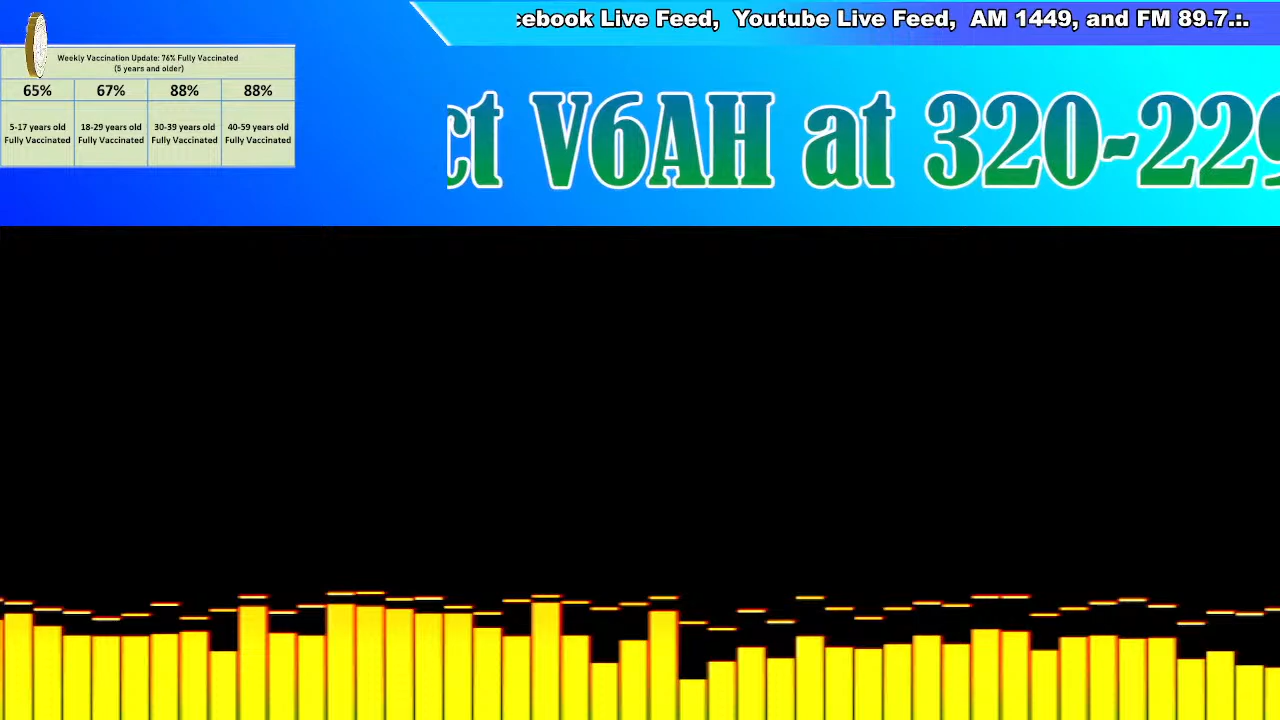 Live Feed, Youtube Live Feed, AM 1449, and FM 89.7.:.
Weekly Vaccination Update: 76% Fully Vaccinated
(5 years and older)
65% 67% 88% 88%
5-17 years old 18-29 years old 30-39 years old 40-59 years old
Fully Vaccinated Fully Vaccinated Fully Vaccinated Fully Vaccinated
V6AH at 320-229